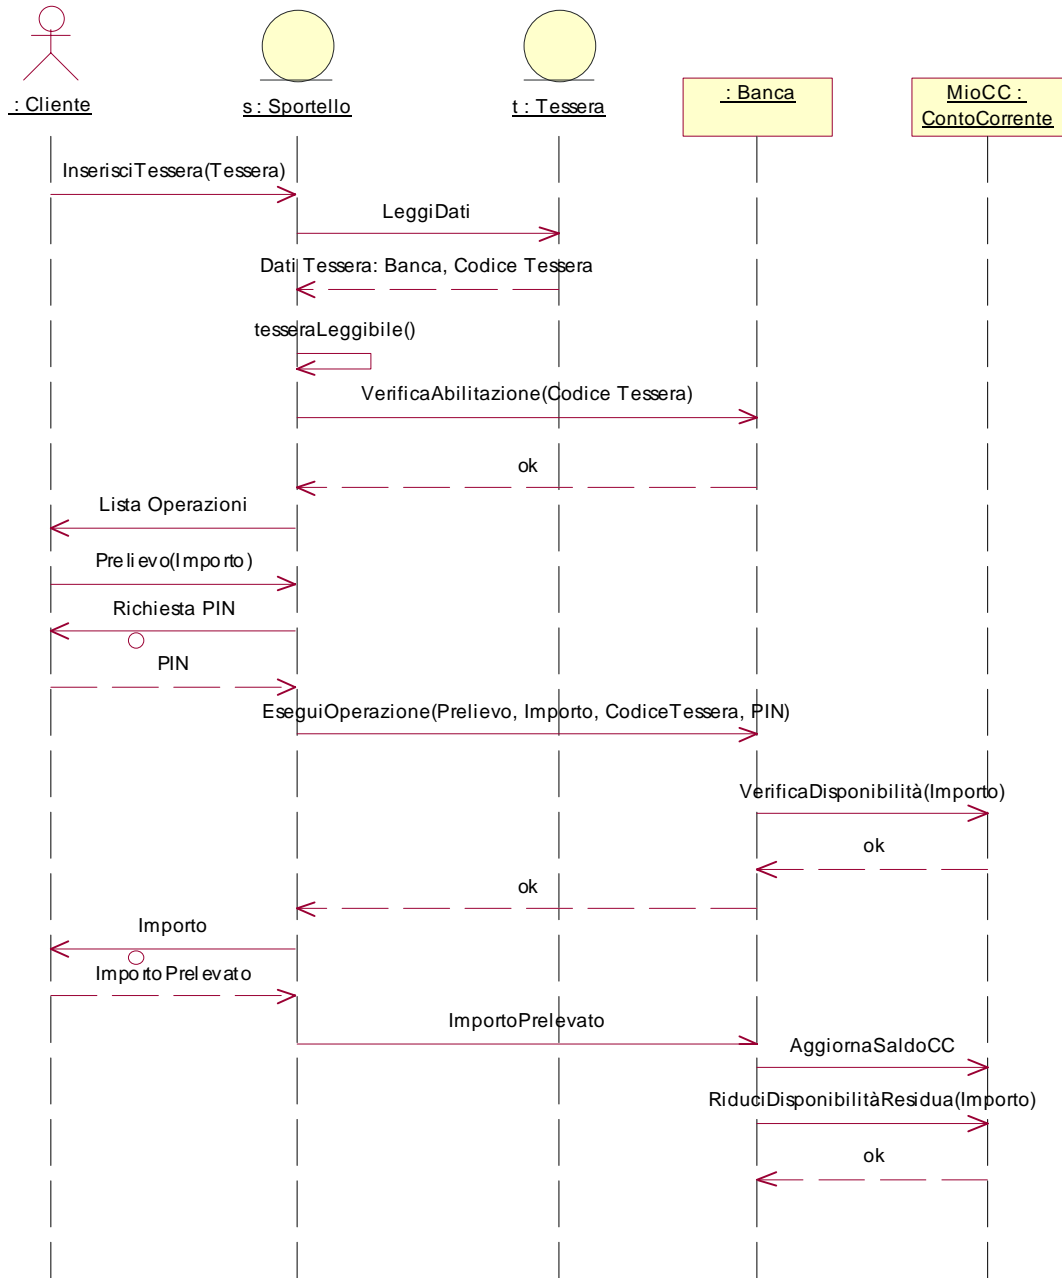 : Cliente
s : Sportello
t : Tessera
: Banca
MioCC :
ContoCorrente
InserisciTessera(Tessera)
LeggiDati
Dati Tessera: Banca, Codice Tessera
tesseraLeggibile()
VerificaAbilitazione(Codice Tessera)
ok
Lista Operazioni
Prelievo(Importo)
Richiesta PIN
PIN
EseguiOperazione(Prelievo, Importo, CodiceTessera, PIN)
VerificaDisponibilità(Importo)
ok
ok
Importo
ImportoPrelevato
ImportoPrelevato
AggiornaSaldoCC
RiduciDisponibilitàResidua(Importo)
ok